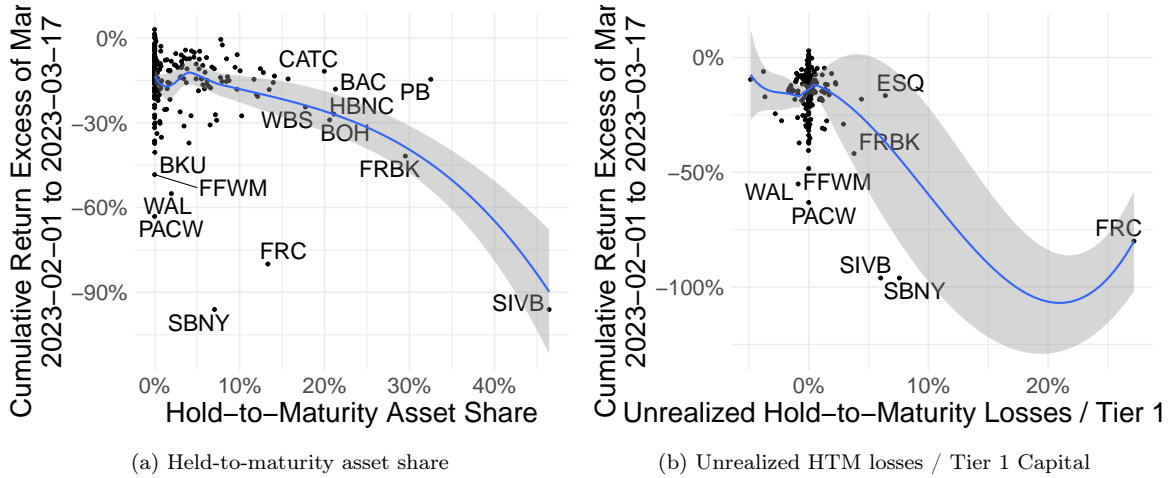 Cumulative Return Excess of Mar
2023−02−01 to 2023−03−17
0%
−30%
−60%
−90%
CATC
BAC
PB
HBNC
WBS
BOH
BKU
FRBK
FFWM
WAL
PACW
FRC
SIVB
SBNY
0%
10%
20%
30%
40%
Hold−to−Maturity Asset Share
(a) Held-to-maturity asset share
Cumulative Return Excess of Mar
2023−02−01 to 2023−03−17
0%
−50%
−100%
ESQ
FRBK
WAL
FFWM
PACW
FRC
SIVB
SBNY
0%
10%
20%
Unrealized Hold−to−Maturity Losses / Tier 1
(b) Unrealized HTM losses / Tier 1 Capital